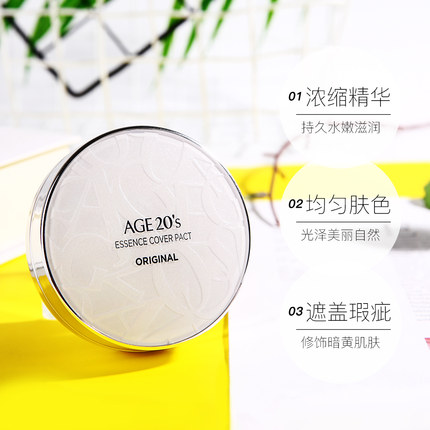 AGE 20's
ESSENCE COVER PACT
ORIGINAL
01 浓缩精华
持久水嫩滋润
02 均匀肤色
光泽美丽自然
03 遮盖瑕疵
修饰暗黄肌肤